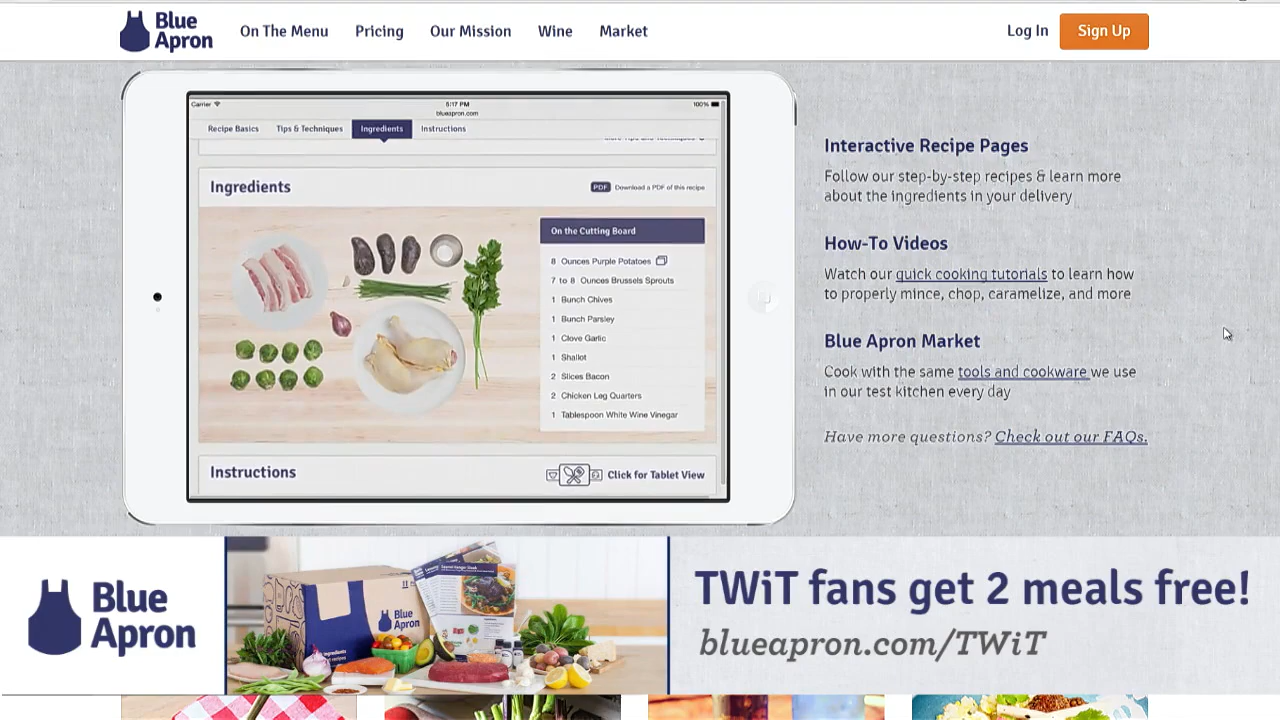 Blue
Apron
On The Menu
Pricing
Our Mission
Wine
Market
Log In
Sign Up
Carrier
5:17 PM
100%
blueapron.com
Recipe Basics
Tips & Techniques
Ingredients
Instructions
Ingredients
PDF
Download a PDF of this recipe
On the Cutting Board
8 Ounces Purple Potatoes
7 to 8 Ounces Brussels Sprouts
1 Bunch Chives
1 Bunch Parsley
1 Clove Garlic
1 Shallot
2 Slices Bacon
2 Chicken Leg Quarters
1 Tablespoon White Wine Vinegar
Instructions
Click for Tablet View
Interactive Recipe Pages
Follow our step-by-step recipes & learn more
about the ingredients in your delivery
How-To Videos
Watch our quick cooking tutorials to learn how
to properly mince, chop, caramelize, and more
Blue Apron Market
Cook with the same tools and cookware we use
in our test kitchen every day
Have more questions? Check out our FAQs.
Blue
Apron
Blue
Apron
TWiT fans get 2 meals free!
blueapron.com/TWiT